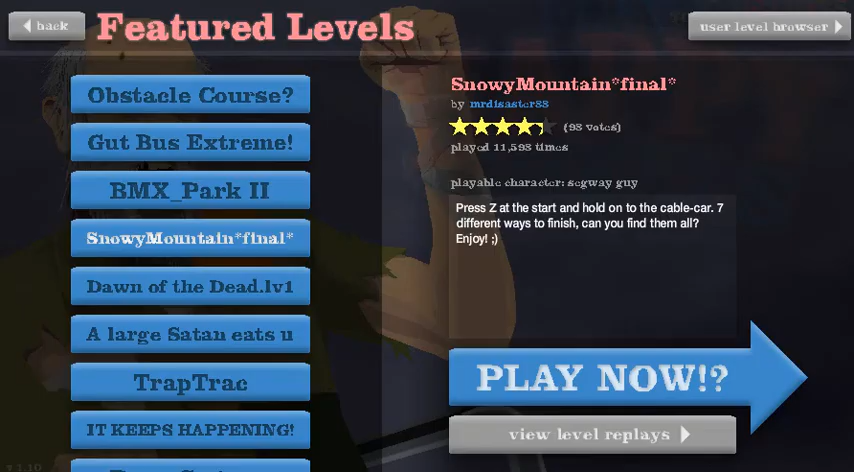 back
Featured Levels
user level browser
Obstacle Course?
Gut Bus Extreme!
BMX_Park II
SnowyMountain*final*
Dawn of the Dead.lv1
A large Satan eats u
TrapTrac
IT KEEPS HAPPENING!
SnowyMountain*final*
by mrdisaster88
(98 votes)
played 11,598 times
playable character: segway guy
Press Z at the start and hold on to the cable-car. 7
different ways to finish, can you find them all?
Enjoy! ;)
PLAY NOW!?
view level replays